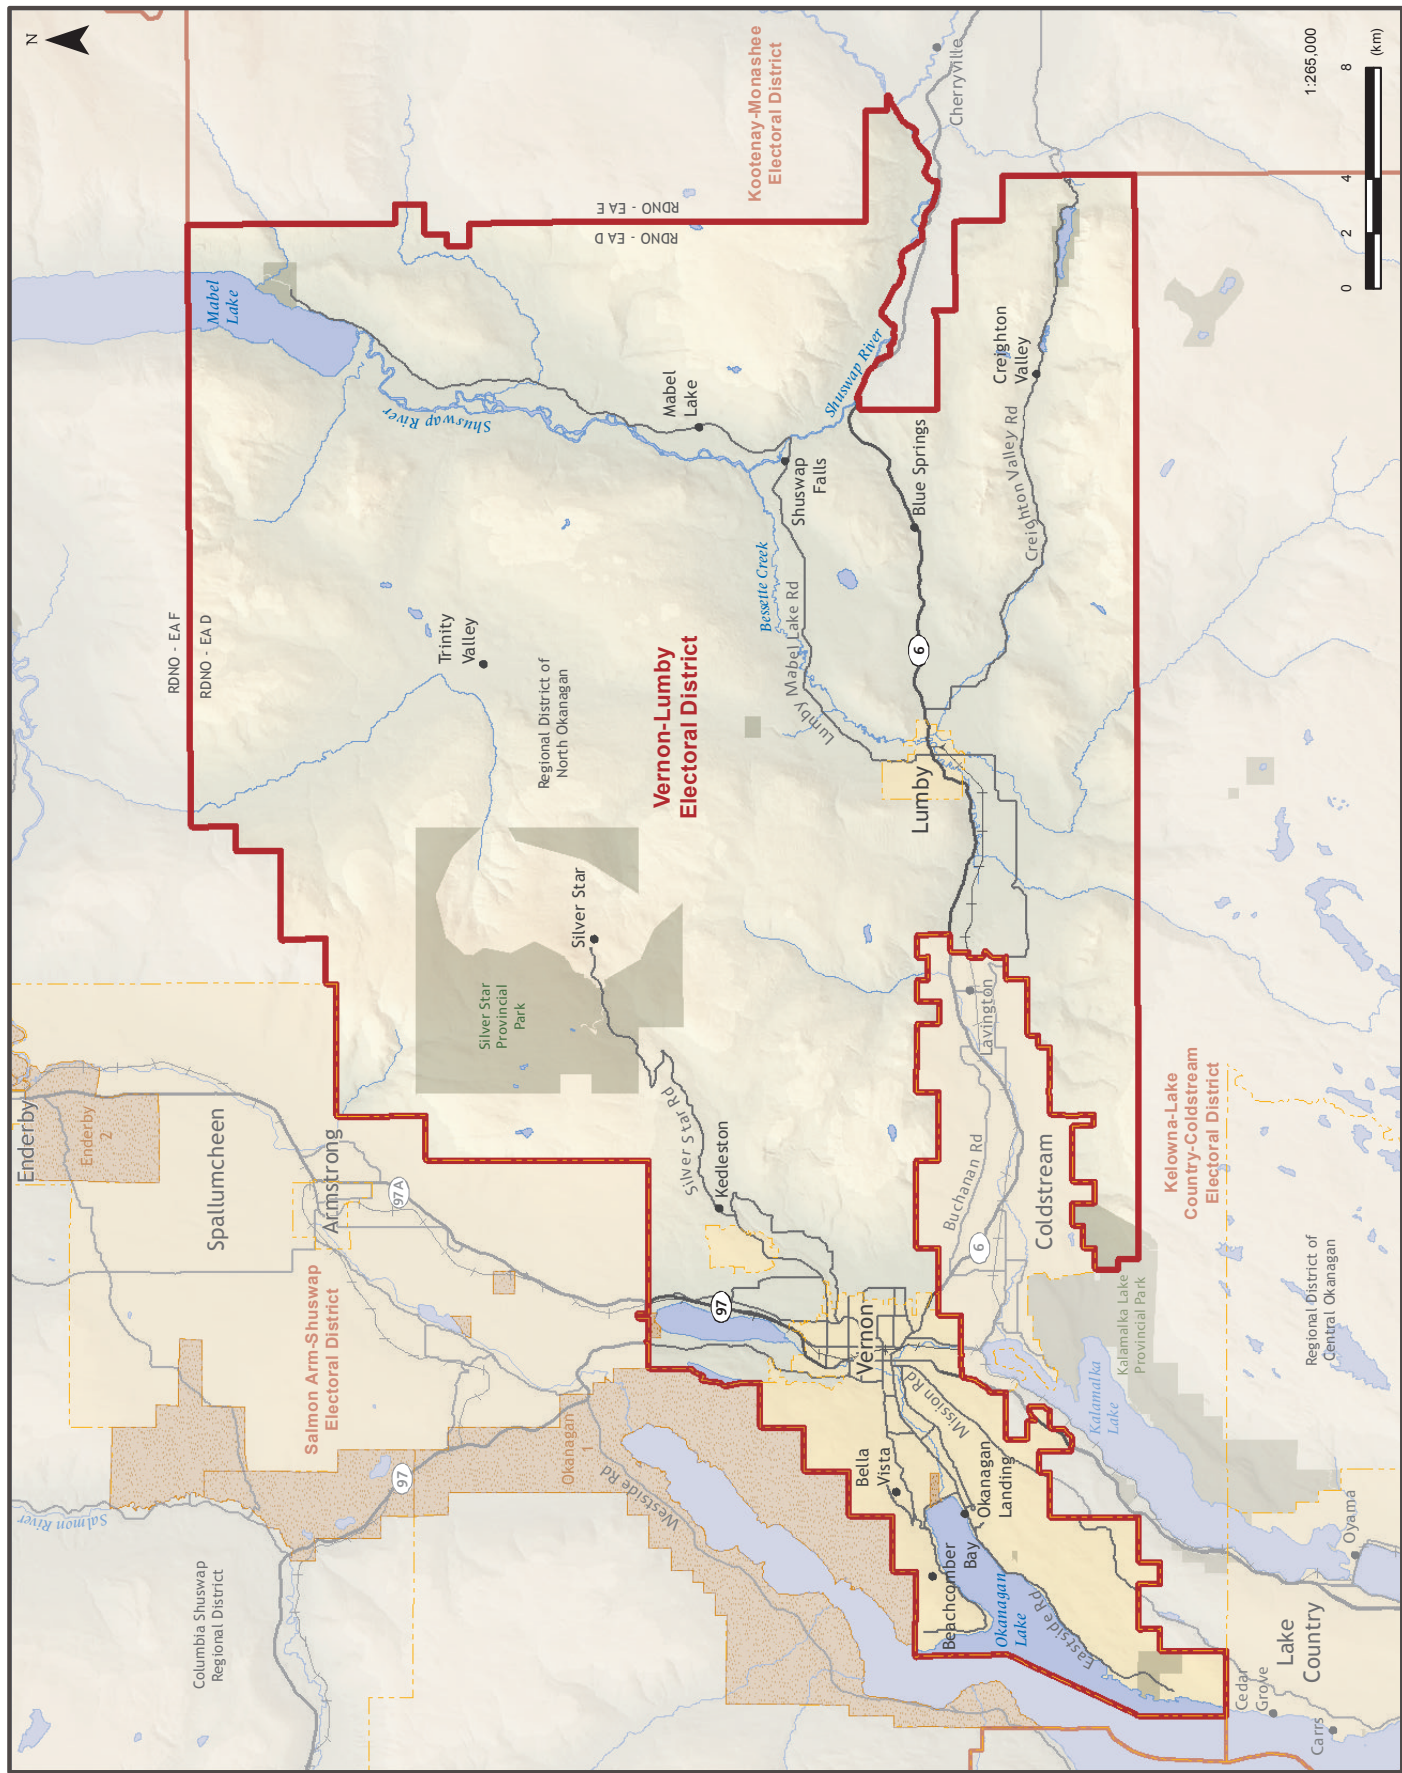 N
1:265,000
0 2 4 8 (km)
Kootenay-Monashee
Electoral District
Cherryville
Mabel
Lake
RDNO - EA E
RDNO - EA D
Shuswap River
Shuswap River
Mabel
Lake
Shuswap
Falls
Blue Springs
Creighton
Valley
Creighton Valley Rd
RDNO - EA F
RDNO - EA D
Trinity
Valley
Regional District of
North Okanagan
Vernon-Lumby
Electoral District
Bessette Creek
Lumby Mabel Lake Rd
6
Lumby
Silver Star
Silver Star
Provincial
Park
Silver Star Rd
Kedleston
Lavington
Buchanan Rd
Coldstream
6
Kelowna-Lake
Country-Coldstream
Electoral District
Enderby
Enderby
2
Spallumcheen
Armstrong
97A
Salmon Arm-Shuswap
Electoral District
97
Vernon
Kalamalka Lake
Provincial Park
Kalamalka
Lake
Regional District of
Central Okanagan
Okanagan
1
Westside Rd
97
Salmon River
Columbia Shuswap
Regional District
Bella
Vista
Mission Rd
Okanagan
Landing
Beachcomber
Bay
Okanagan
Lake
Eastside Rd
Oyama
Lake
Country
Cedar
Grove
Carrs